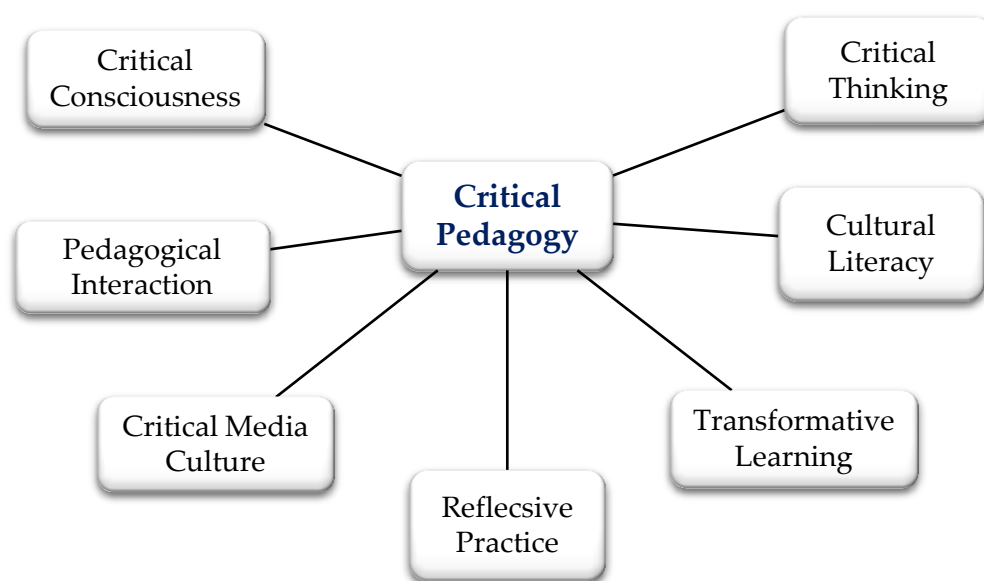 Critical
Consciousness
Critical
Thinking
Critical
Pedagogy
Pedagogical
Interaction
Cultural
Literacy
Critical Media
Culture
Transformative
Learning
Reflecsive
Practice